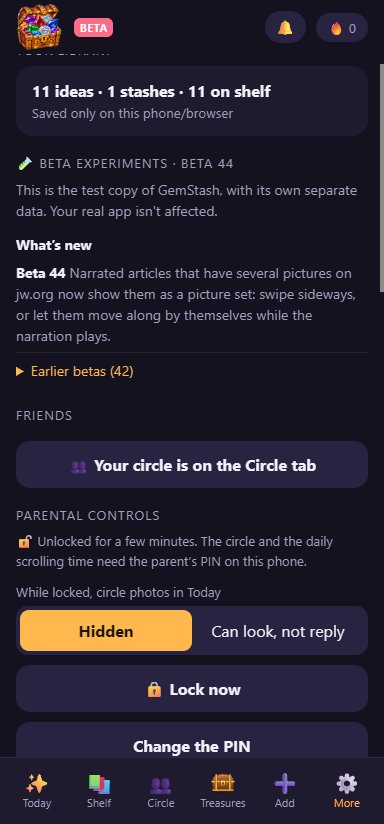 BETA
0
11 ideas · 1 stashes · 11 on shelf
Saved only on this phone/browser
BETA EXPERIMENTS · BETA 44
This is the test copy of GemStash, with its own separate
data. Your real app isn't affected.
What's new
Beta 44 Narrated articles that have several pictures on
jw.org now show them as a picture set: swipe sideways,
or let them move along by themselves while the
narration plays.
Earlier betas (42)
FRIENDS
Your circle is on the Circle tab
PARENTAL CONTROLS
Unlocked for a few minutes. The circle and the daily
scrolling time need the parent's PIN on this phone.
While locked, circle photos in Today
Hidden
Can look, not reply
Lock now
Change the PIN
Today
Shelf
Circle
Treasures
Add
More